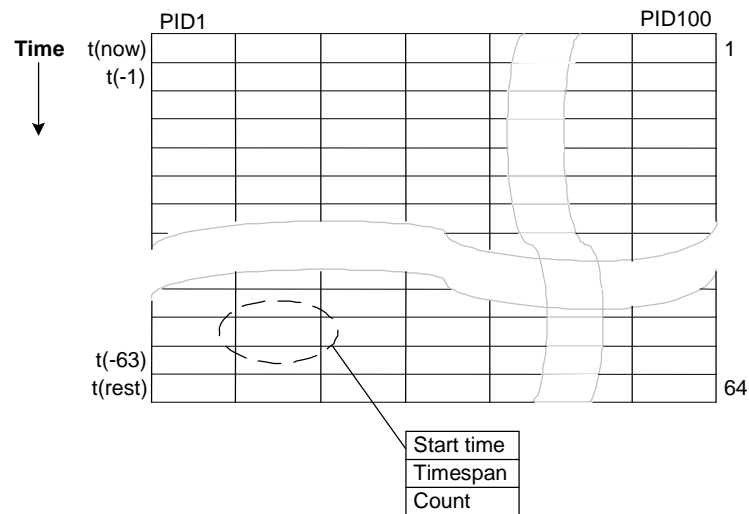 PID1 PID100
Time t(now) 1
t(-1)
t(-63)
t(rest) 64
Start time
Timespan
Count